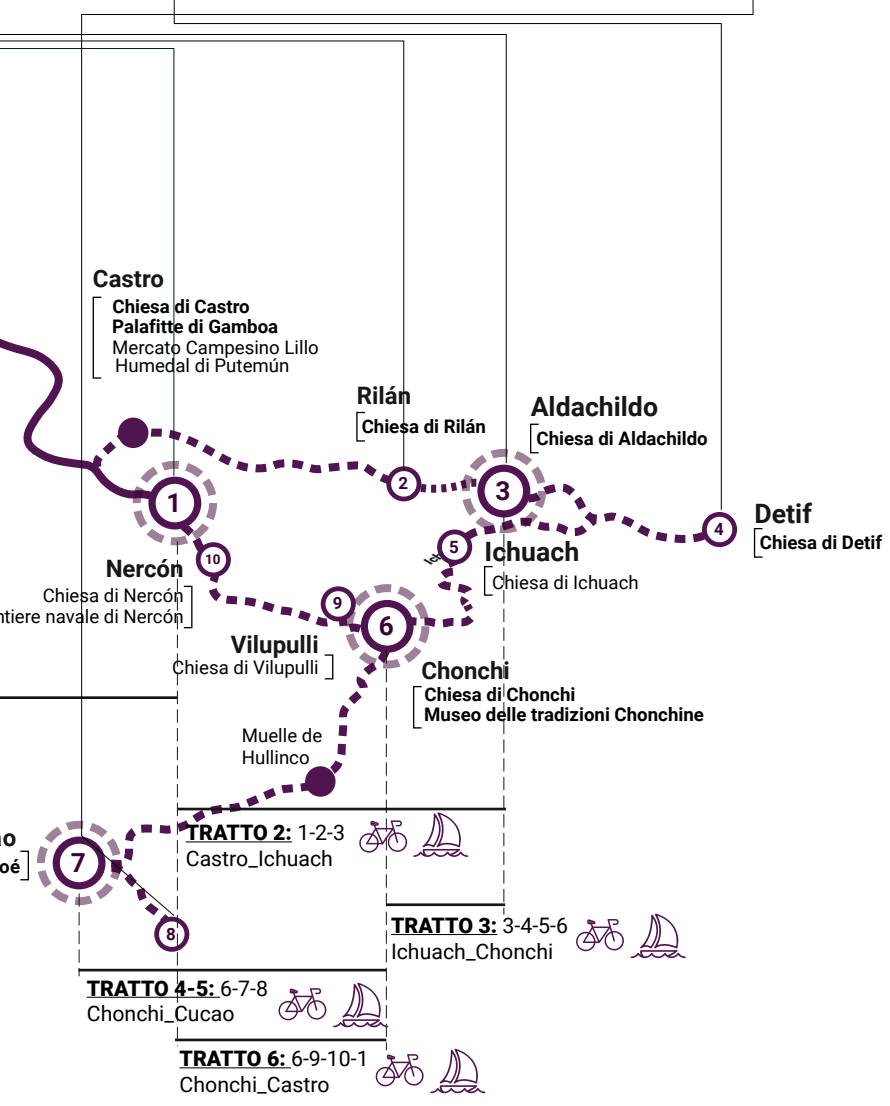 Castro
Chiesa di Castro
Palafitte di Gamboa
Mercato Campesino Lillo
Humedal di Putemún
Rilán
Chiesa di Rilán
Aldachildo
Chiesa di Aldachildo
2
3
1
4
Detif
Chiesa di Detif
5
Ich
Ichuach
Chiesa di Ichuach
10
Nercón
Chiesa di Nercón
ntiere navale di Nercón
9
6
Vilupulli
Chiesa di Vilupulli
Chonchi
Chiesa di Chonchi
Museo delle tradizioni Chonchine
Muelle de
Hullinco
TRATTO 2: 1-2-3
Castro_Ichuach
ao
oé
7
8
TRATTO 3: 3-4-5-6
Ichuach_Chonchi
TRATTO 4-5: 6-7-8
Chonchi_Cucao
TRATTO 6: 6-9-10-1
Chonchi_Castro